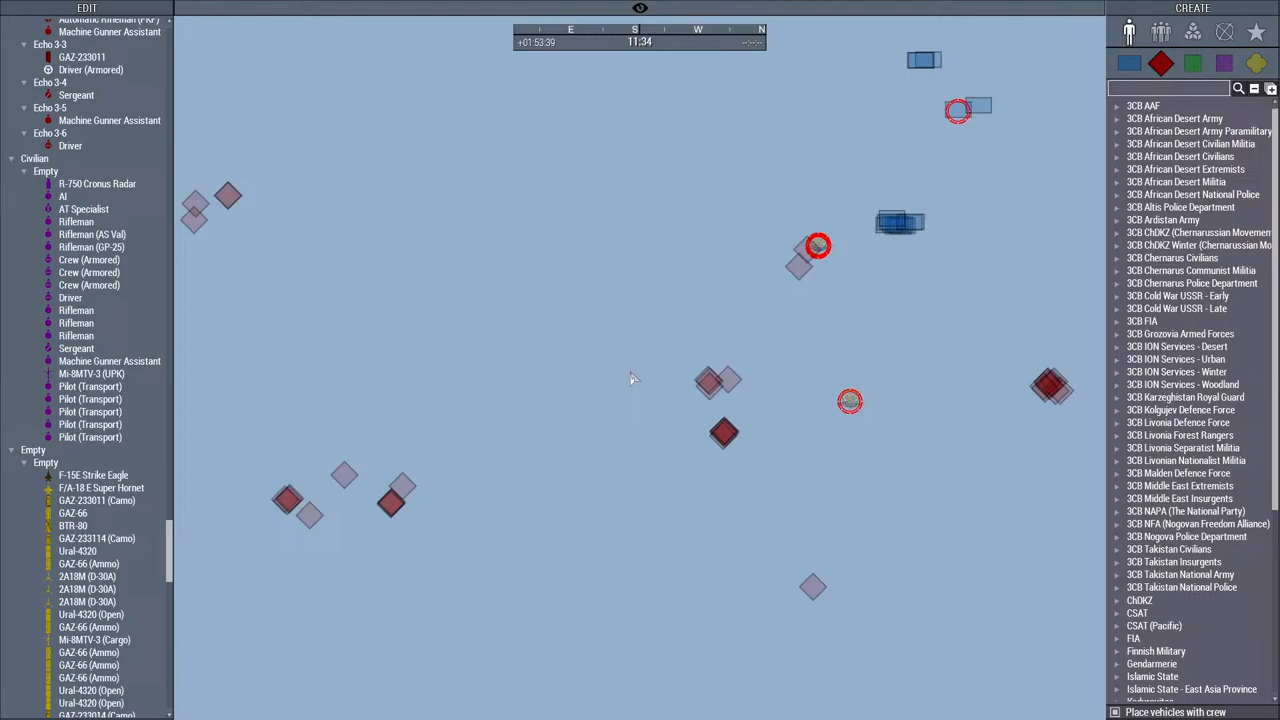 EDIT
Automatic Rifleman (PKP)
Machine Gunner Assistant
Echo 3-3
GAZ-233011
Driver (Armored)
Echo 3-4
Sergeant
Echo 3-5
Machine Gunner Assistant
Echo 3-6
Driver
Civilian
Empty
R-750 Cronus Radar
AI
AT Specialist
Rifleman
Rifleman (AS Val)
Rifleman (GP-25)
Crew (Armored)
Crew (Armored)
Crew (Armored)
Driver
Rifleman
Rifleman
Rifleman
Sergeant
Machine Gunner Assistant
Mi-8MTV-3 (UPK)
Pilot (Transport)
Pilot (Transport)
Pilot (Transport)
Pilot (Transport)
Pilot (Transport)
Empty
Empty
F-15E Strike Eagle
F/A-18 E Super Hornet
GAZ-233011 (Camo)
GAZ-66
BTR-80
GAZ-233114 (Camo)
Ural-4320
GAZ-66 (Ammo)
2A18M (D-30A)
2A18M (D-30A)
2A18M (D-30A)
Ural-4320 (Open)
GAZ-66 (Ammo)
Mi-8MTV-3 (Cargo)
GAZ-66 (Ammo)
GAZ-66 (Ammo)
GAZ-66 (Ammo)
Ural-4320 (Open)
Ural-4320 (Open)
GAZ-233014 (Camo)
E S W N
+01:53:39 11:34 --:--:--
CREATE
3CB AAF
3CB African Desert Army
3CB African Desert Army Paramilitary
3CB African Desert Civilian Militia
3CB African Desert Civilians
3CB African Desert Extremists
3CB African Desert Militia
3CB African Desert National Police
3CB Altis Police Department
3CB Ardistan Army
3CB ChDKZ (Chernarussian Movemen
3CB ChDKZ Winter (Chernarussian Mo
3CB Chernarus Civilians
3CB Chernarus Communist Militia
3CB Chernarus Police Department
3CB Cold War USSR - Early
3CB Cold War USSR - Late
3CB FIA
3CB Grozovia Armed Forces
3CB ION Services - Desert
3CB ION Services - Urban
3CB ION Services - Winter
3CB ION Services - Woodland
3CB Karzeghistan Royal Guard
3CB Kolgujev Defence Force
3CB Livonia Defence Force
3CB Livonia Forest Rangers
3CB Livonia Separatist Militia
3CB Livonian Nationalist Militia
3CB Malden Defence Force
3CB Middle East Extremists
3CB Middle East Insurgents
3CB NAPA (The National Party)
3CB NFA (Nogovan Freedom Alliance)
3CB Nogova Police Department
3CB Takistan Civilians
3CB Takistan Insurgents
3CB Takistan National Army
3CB Takistan National Police
ChDKZ
CSAT
CSAT (Pacific)
FIA
Finnish Military
Gendarmerie
Islamic State
Islamic State - East Asia Province
Place vehicles with crew